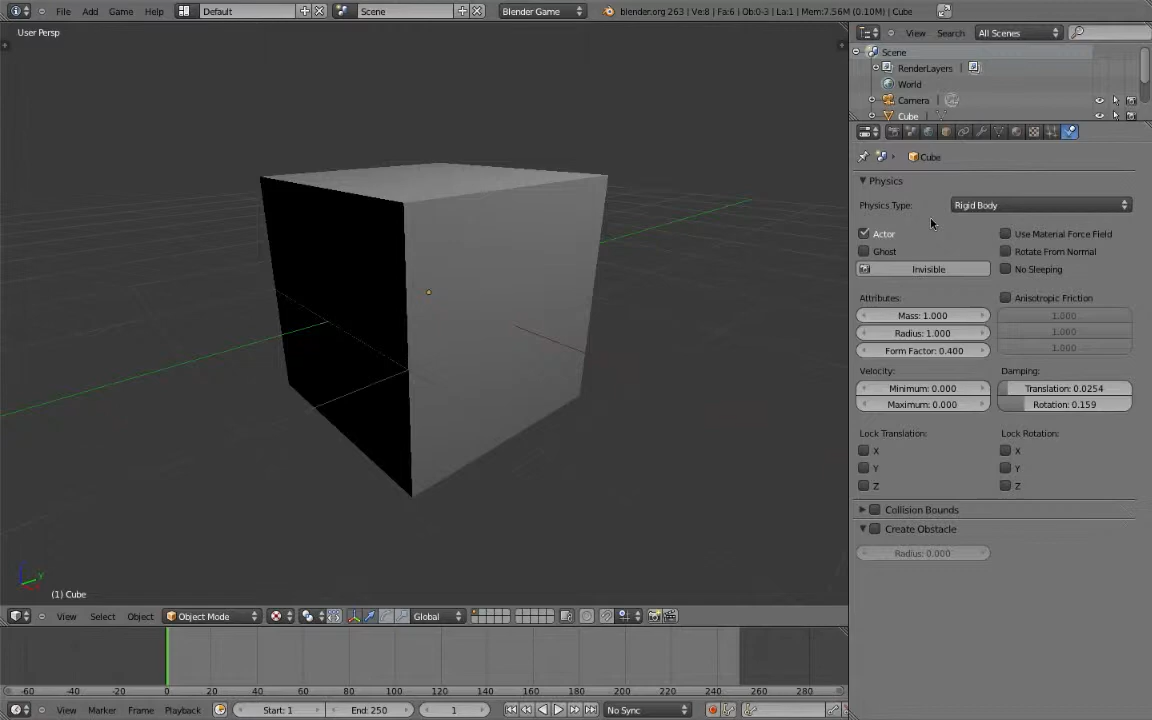 File Add Game Help Default Scene Blender Game blender.org 263 | Ve:8 | Fa:6 | Ob:0-3 | La:1 | Mem:7.56M (0.10M) | Cube
User Persp
View Search All Scenes
Scene
RenderLayers
World
Camera
Cube
Cube
Physics
Physics Type: Rigid Body
Actor Use Material Force Field
Ghost Rotate From Normal
Invisible No Sleeping
Attributes: Anisotropic Friction
Mass: 1.000 1.000
Radius: 1.000 1.000
Form Factor: 0.400 1.000
Velocity: Damping:
Minimum: 0.000 Translation: 0.0254
Maximum: 0.000 Rotation: 0.159
Lock Translation: Lock Rotation:
X X
Y Y
Z Z
Collision Bounds
Create Obstacle
Radius: 0.000
y
(1) Cube
View Select Object Object Mode Global
-60 -40 -20 0 20 40 60 80 100 120 140 160 180 200 220 240 260 280
View Marker Frame Playback Start: 1 End: 250 1 No Sync